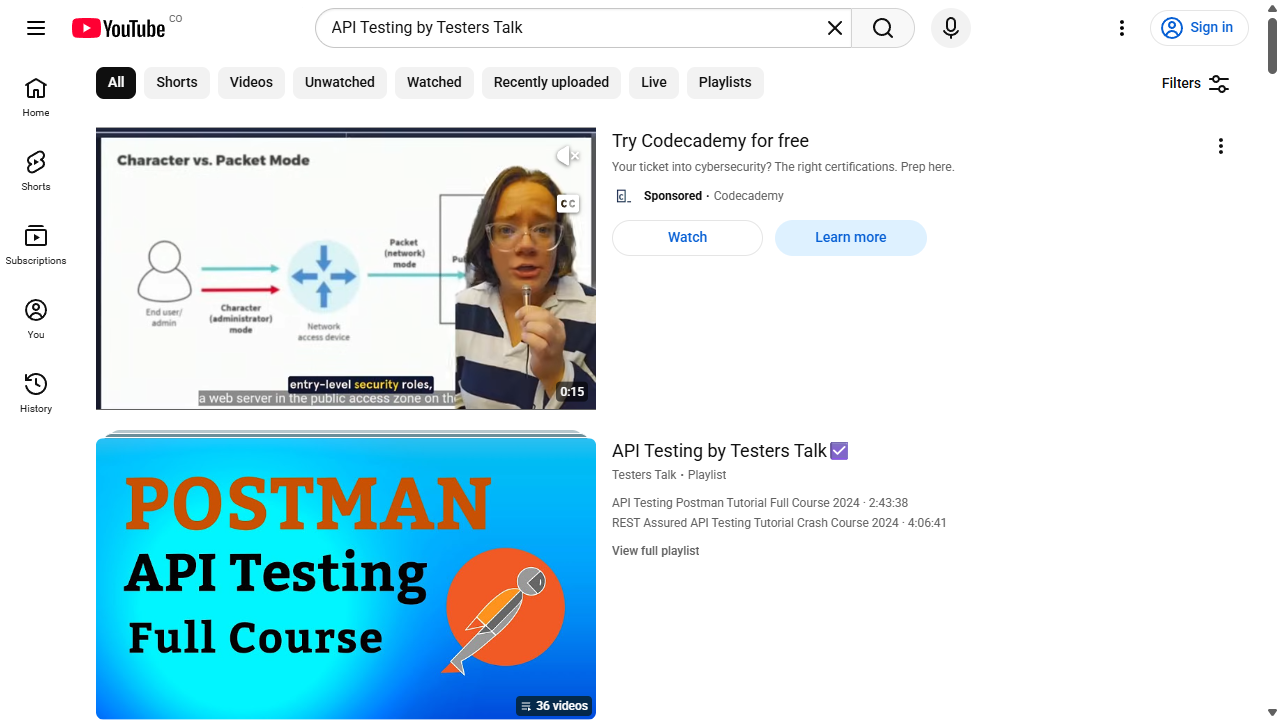 YouTube CO
API Testing by Testers Talk
Sign in
All
Shorts
Videos
Unwatched
Watched
Recently uploaded
Live
Playlists
Filters
Home
Shorts
Subscriptions
You
History
Character vs. Packet Mode
CC
End user/
admin
Character
(administrator)
mode
Network
access device
Packet
(network)
mode
entry-level security roles,
a web server in the public access zone on the
0:15
Try Codecademy for free
Your ticket into cybersecurity? The right certifications. Prep here.
Sponsored · Codecademy
Watch
Learn more
POSTMAN
API Testing
Full Course
36 videos
API Testing by Testers Talk☑
Testers Talk · Playlist
API Testing Postman Tutorial Full Course 2024 · 2:43:38
REST Assured API Testing Tutorial Crash Course 2024 · 4:06:41
View full playlist